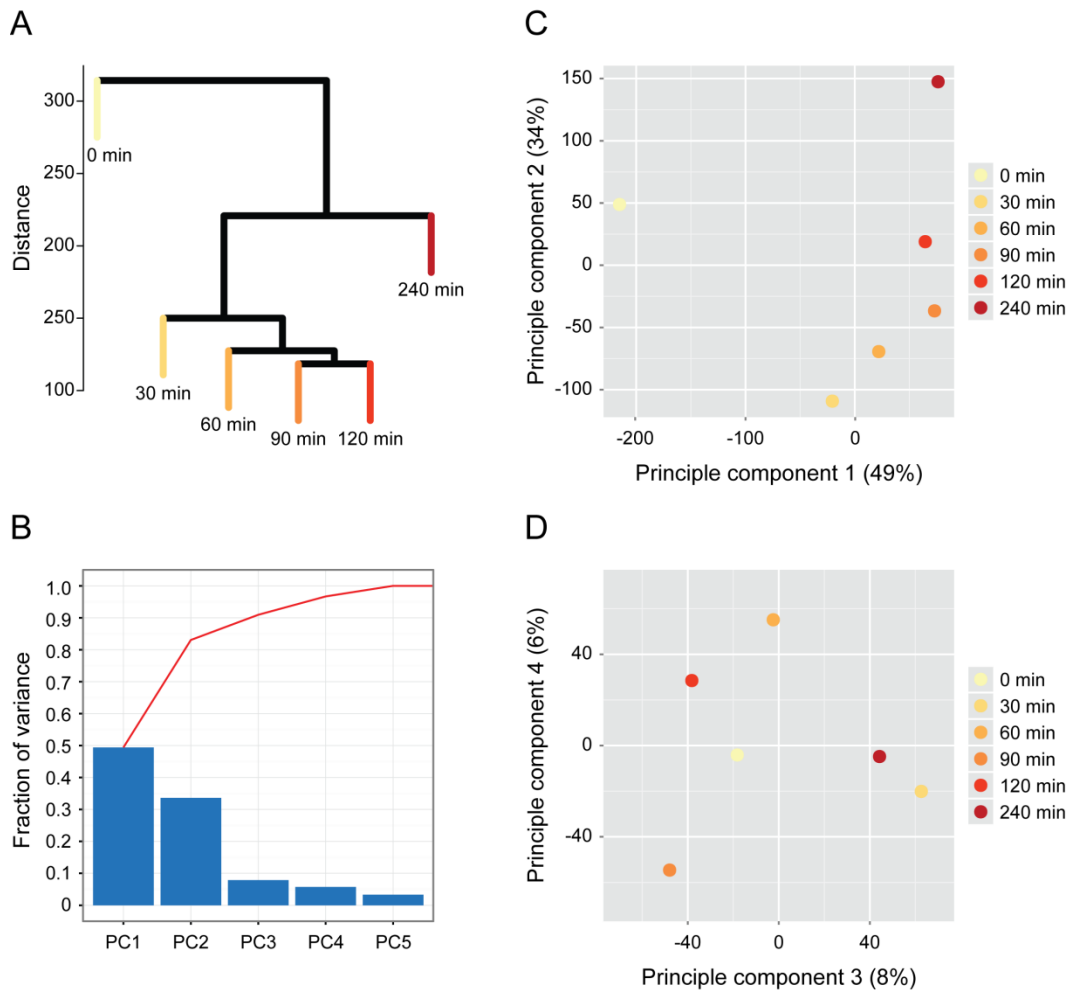 A
Distance
300
250
200
250
100
0 min
240 min
30 min
60 min
90 min
120 min
B
Fraction of variance
1.0
0.9
0.8
0.7
0.6
0.5
0.4
0.3
0.2
0.1
0
PC1
PC2
PC3
PC4
PC5
C
Principle component 2 (34%)
150
100
50
0
-50
-100
-200
-100
0
Principle component 1 (49%)
0 min
30 min
60 min
90 min
120 min
240 min
D
Principle component 4 (6%)
40
0
-40
-40
0
40
Principle component 3 (8%)
0 min
30 min
60 min
90 min
120 min
240 min